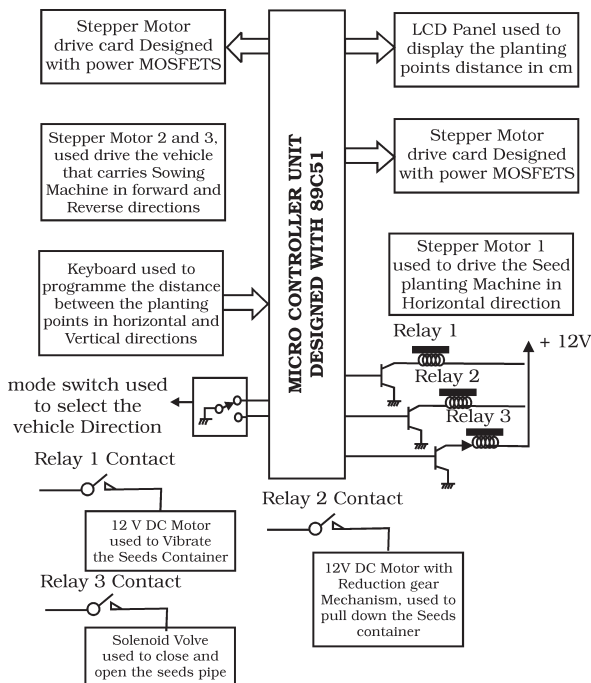 Stepper Motor
drive card Designed
with power MOSFETS
LCD Panel used to
display the planting
points distance in cm
Stepper Motor 2 and 3,
used drive the vehicle
that carries Sowing
Machine in forward and
Reverse directions
Stepper Motor
drive card Designed
with power MOSFETS
MICRO CONTROLLER UNIT
DESIGNED WITH 89C51
Keyboard used to
programme the distance
between the planting
points in horizontal and
Vertical directions
Stepper Motor 1
used to drive the Seed
planting Machine in
Horizontal direction
Relay 1
+ 12V
Relay 2
Relay 3
mode switch used
to select the
vehicle Direction
Relay 1 Contact
12 V DC Motor
used to Vibrate
the Seeds Container
Relay 2 Contact
12V DC Motor with
Reduction gear
Mechanism, used to
pull down the Seeds
container
Relay 3 Contact
Solenoid Volve
used to close and
open the seeds pipe